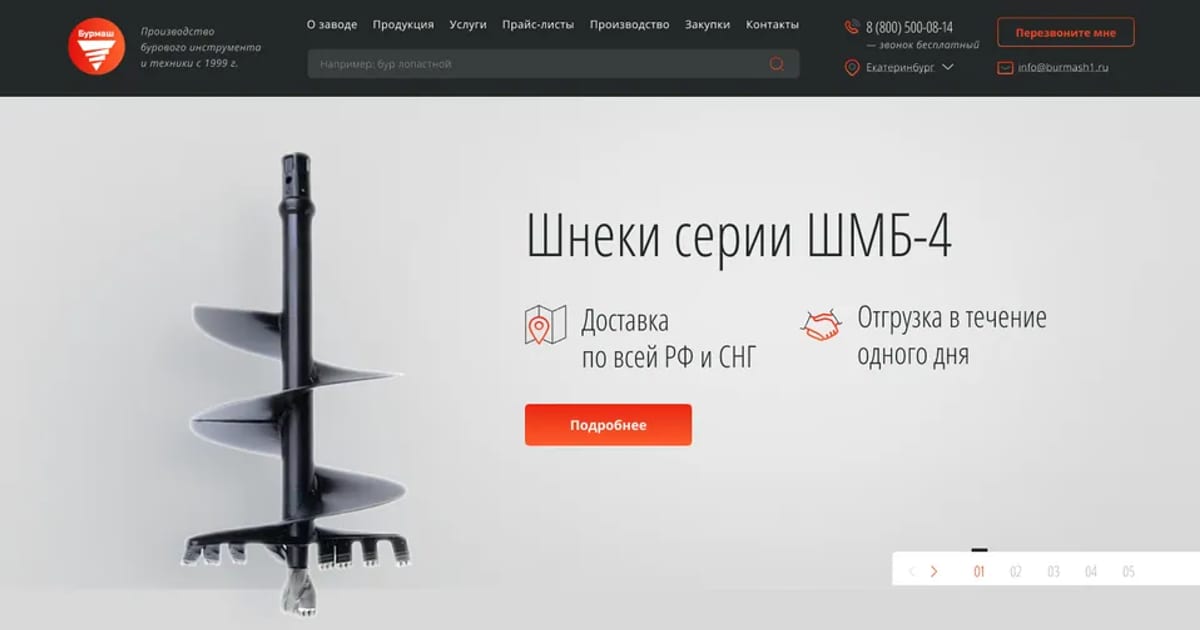 Бурмаш
Производство
бурового инструмента
и техники с 1999 г.
О заводе Продукция Услуги Прайс-листы Производство Закупки Контакты
Например: бур лопастной
8 (800) 500-08-14
— звонок бесплатный
Екатеринбург
Перезвоните мне
info@burmash1.ru
Шнеки серии ШМБ-4
Доставка
по всей РФ и СНГ
Отгрузка в течение
одного дня
Подробнее
01 02 03 04 05